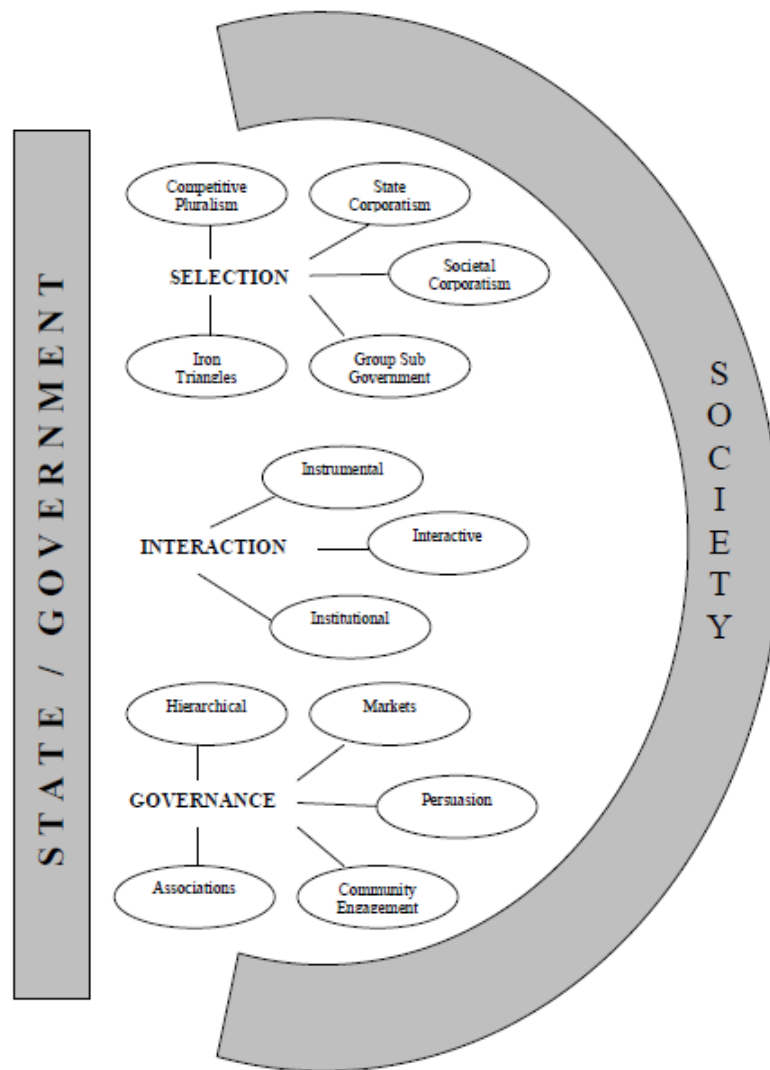 STATE / GOVERNMENT
Competitive
Pluralism
State
Corporatism
SELECTION
Societal
Corporatism
Iron
Triangles
Group Sub
Government
Instrumental
INTERACTION
Interactive
Institutional
Hierarchical
Markets
GOVERNANCE
Persuasion
Associations
Community
Engagement
SOCIETY